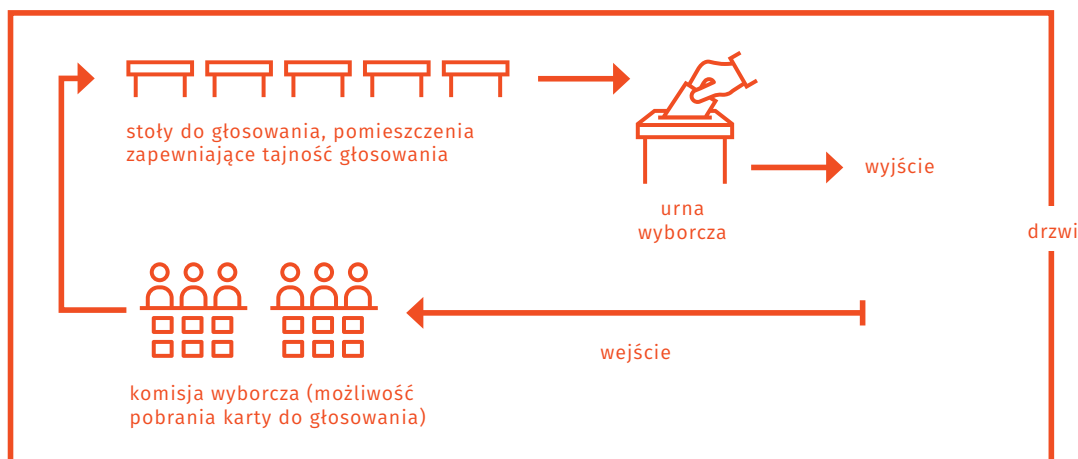 stoły do głosowania, pomieszczenia
zapewniające tajność głosowania
urna
wyborcza
wyjście
drzwi
wejście
komisja wyborcza (możliwość
pobrania karty do głosowania)